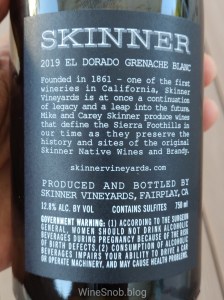 SKINNER
2019 EL DORADO GRENACHE BLANC
Founded in 1861 - one of the first
wineries in California, Skinner
Vineyards is at once a continuation
of legacy and a leap into the future.
Mike and Carey Skinner produce wines
that define the Sierra Foothills in
our time as they preserve the
history and sites of the original
Skinner Native Wines and Brandy.
skinnervineyards.com
PRODUCED AND BOTTLED BY
SKINNER VINEYARDS, FAIRPLAY, CA
12.8% ALC. BY VOL CONTAINS SULFITES 750 ml
GOVERNMENT WARNING: (1) ACCORDING TO THE SURGEON
GENERAL, WOMEN SHOULD NOT DRINK ALCOHOLIC
BEVERAGES DURING PREGNANCY BECAUSE OF THE RISK
OF BIRTH DEFECTS.(2) CONSUMPTION OF ALCOHOLIC
BEVERAGES IMPAIRS YOUR ABILITY TO DRIVE A CAR
OR OPERATE MACHINERY, AND MAY CAUSE HEALTH PROBLEMS.
WineSnob.blog